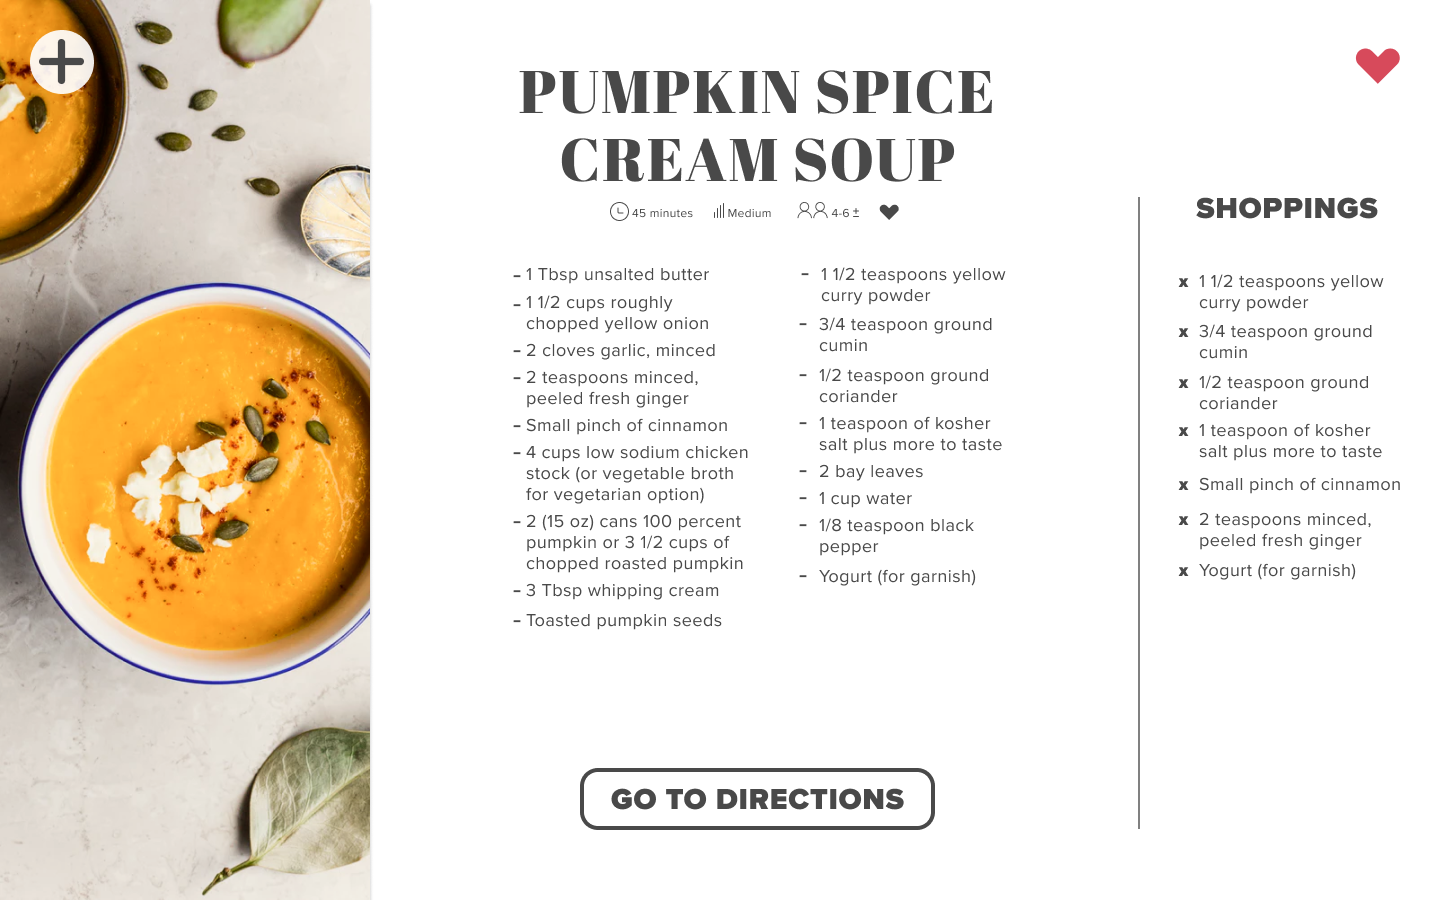 PUMPKIN SPICE
CREAM SOUP
45 minutes
Medium
4-6 ±
– 1 Tbsp unsalted butter
– 1 1/2 cups roughly
chopped yellow onion
– 2 cloves garlic, minced
– 2 teaspoons minced,
peeled fresh ginger
– Small pinch of cinnamon
– 4 cups low sodium chicken
stock (or vegetable broth
for vegetarian option)
– 2 (15 oz) cans 100 percent
pumpkin or 3 1/2 cups of
chopped roasted pumpkin
– 3 Tbsp whipping cream
– Toasted pumpkin seeds
– 1 1/2 teaspoons yellow
curry powder
– 3/4 teaspoon ground
cumin
– 1/2 teaspoon ground
coriander
– 1 teaspoon of kosher
salt plus more to taste
– 2 bay leaves
– 1 cup water
– 1/8 teaspoon black
pepper
– Yogurt (for garnish)
GO TO DIRECTIONS
SHOPPINGS
x 1 1/2 teaspoons yellow
curry powder
x 3/4 teaspoon ground
cumin
x 1/2 teaspoon ground
coriander
x 1 teaspoon of kosher
salt plus more to taste
x Small pinch of cinnamon
x 2 teaspoons minced,
peeled fresh ginger
x Yogurt (for garnish)